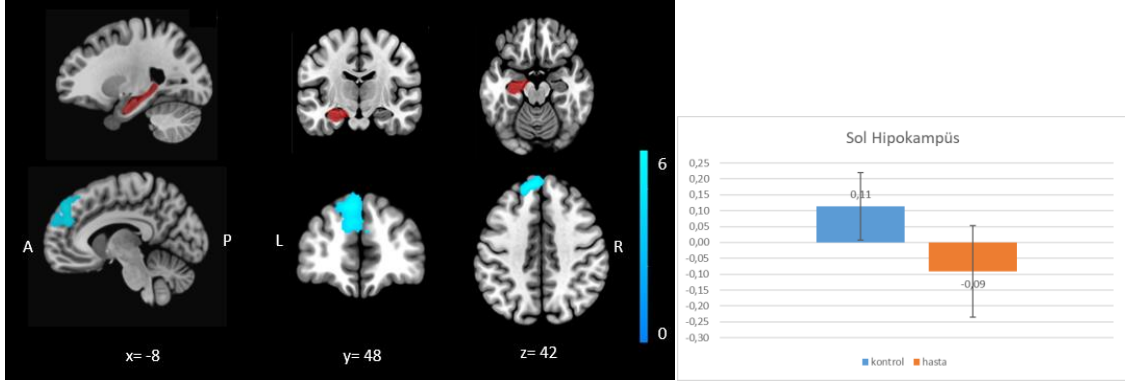 6
A
P
L
R
0
x= -8
y= 48
z= 42
Sol Hipokampüs
0,25
0,20
0,15
0,11
0,10
0,05
0,00
-0,05
-0,09
-0,10
-0,15
-0,20
-0,25
-0,30
kontrol
hasta